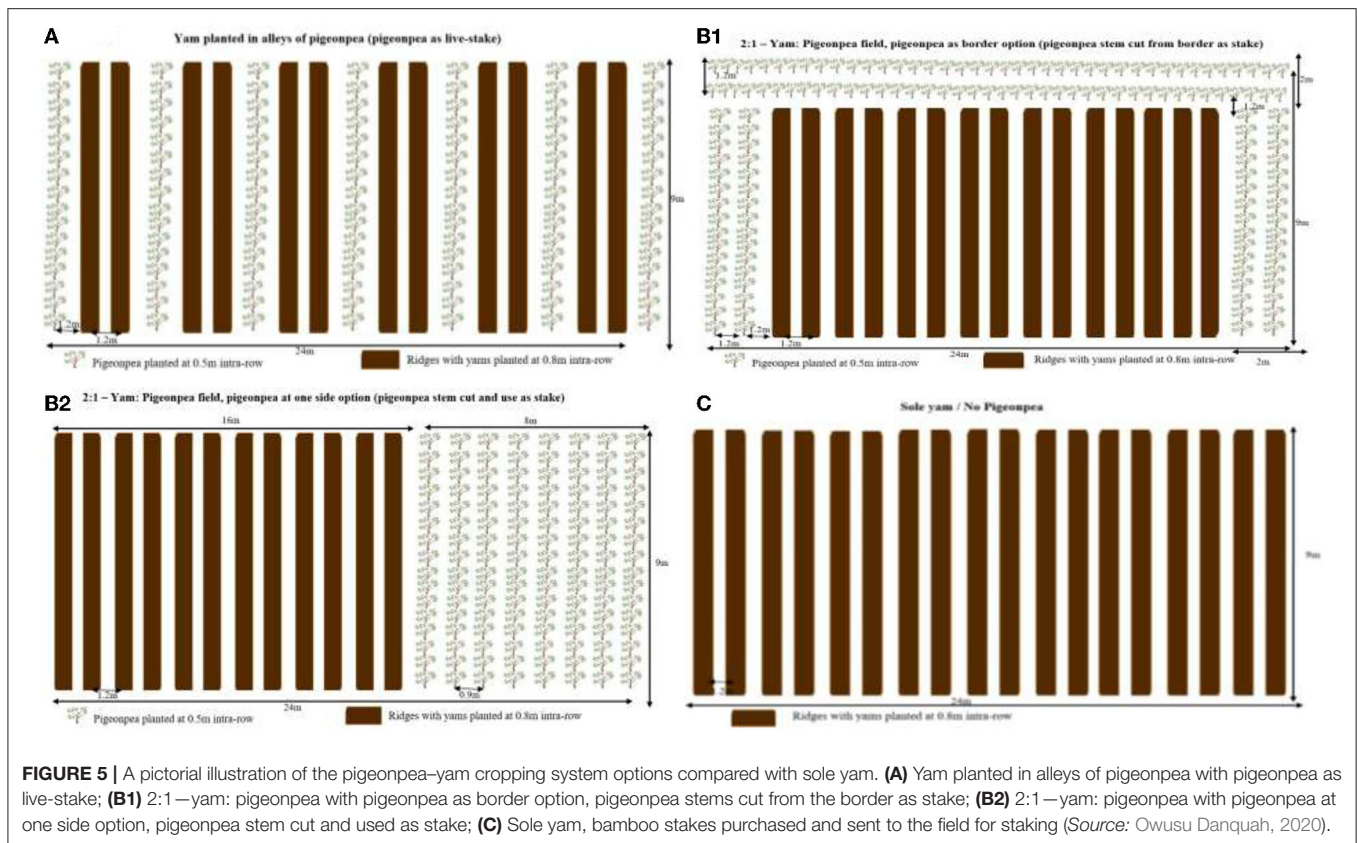 A
Yam planted in alleys of pigeonpea (pigeonpea as live-stake)
9m
1.2m
1.2m
24m
Pigeonpea planted at 0.5m intra-row
Ridges with yams planted at 0.8m intra-row
B1
2:1 – Yam: Pigeonpea field, pigeonpea as border option (pigeonpea stem cut from border as stake)
1.2m
2m
1.2m
9m
1.2m
1.2m
1.2m
24m
2m
Pigeonpea planted at 0.5m intra-row
Ridges with yams planted at 0.8m intra-row
B2
2:1 – Yam: Pigeonpea field, pigeonpea at one side option (pigeonpea stem cut and use as stake)
16m
8m
9m
1.2m
0.9m
24m
Pigeonpea planted at 0.5m intra-row
Ridges with yams planted at 0.8m intra-row
C
Sole yam / No Pigeonpea
9m
24m
Ridges with yams planted at 0.8m intra-row
FIGURE 5 | A pictorial illustration of the pigeonpea–yam cropping system options compared with sole yam. (A) Yam planted in alleys of pigeonpea with pigeonpea as
live-stake; (B1) 2:1—yam: pigeonpea with pigeonpea as border option, pigeonpea stems cut from the border as stake; (B2) 2:1—yam: pigeonpea with pigeonpea at
one side option, pigeonpea stem cut and used as stake; (C) Sole yam, bamboo stakes purchased and sent to the field for staking (Source: Owusu Danquah, 2020).